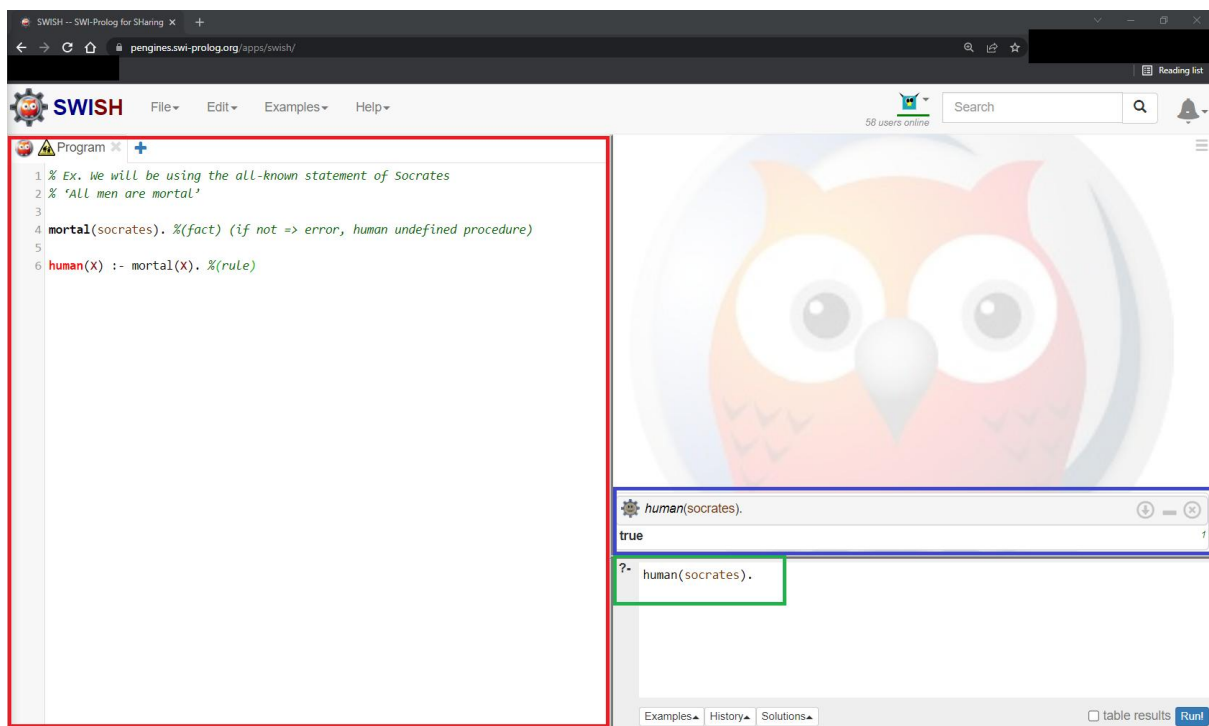 SWISH -- SWI-Prolog for SHaring
pengines.swi-prolog.org/apps/swish/
Reading list
SWISH File Edit Examples Help 58 users online Search
Program
1 % Ex. We will be using the all-known statement of Socrates
2 % ‘All men are mortal’
3
4 mortal(socrates). %(fact) (if not => error, human undefined procedure)
5
6 human(X) :- mortal(X). %(rule)
human(socrates).
true 1
?- human(socrates).
Examples History Solutions table results Run!